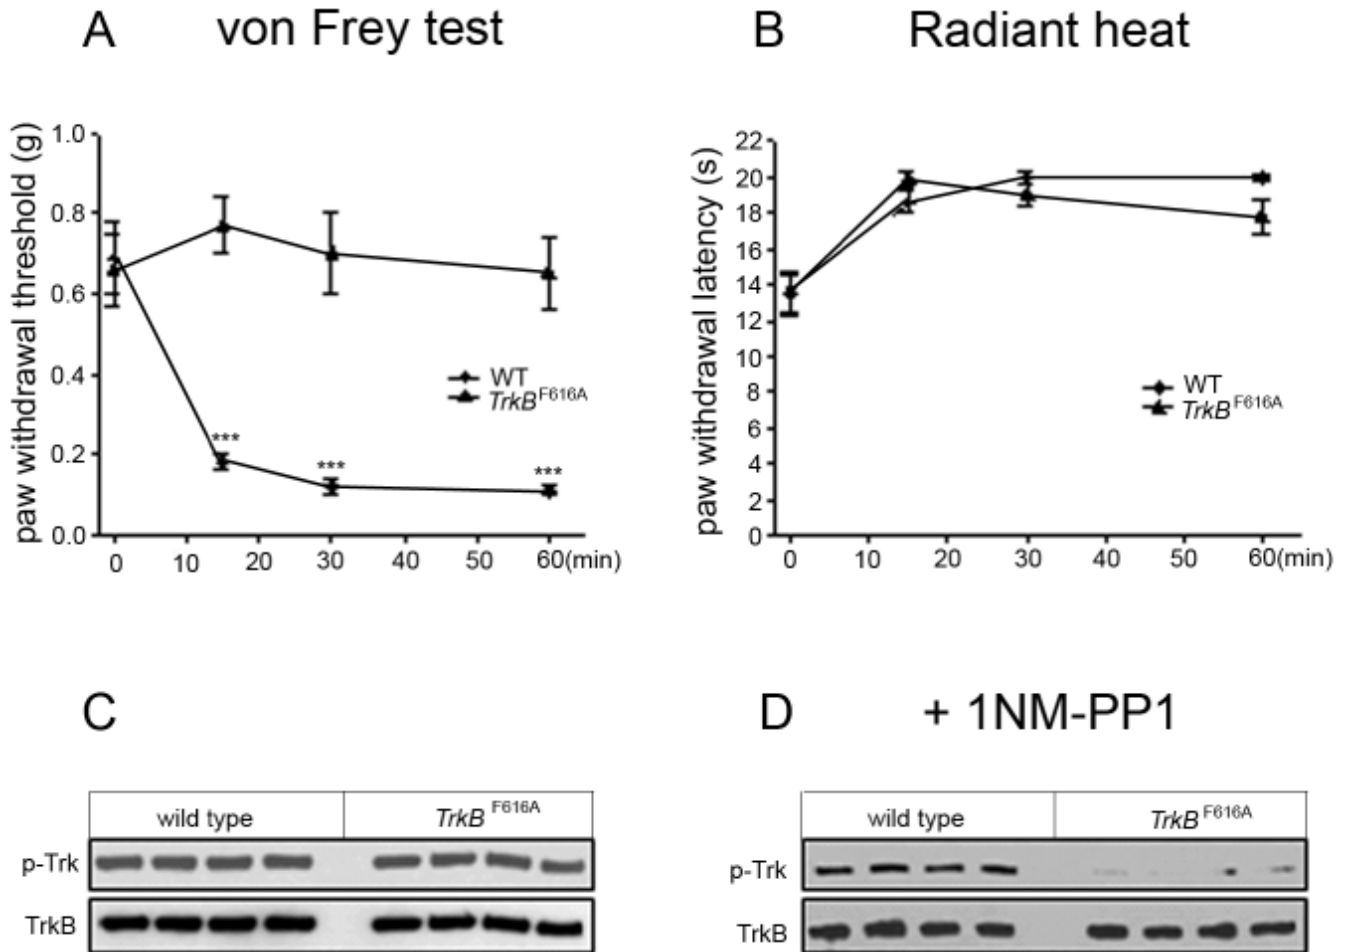 A von Frey test
paw withdrawal threshold (g)
1.0
0.8
0.6
0.4
0.2
0.0
***
***
***
WT
TrkB F616A
0 10 20 30 40 50 60(min)
B Radiant heat
paw withdrawal latency (s)
22
20
18
16
14
12
10
8
6
4
2
0
WT
TrkB F616A
0 10 20 30 40 50 60(min)
C
wild type TrkB F616A
p-Trk
TrkB
D + 1NM-PP1
wild type TrkB F616A
p-Trk
TrkB